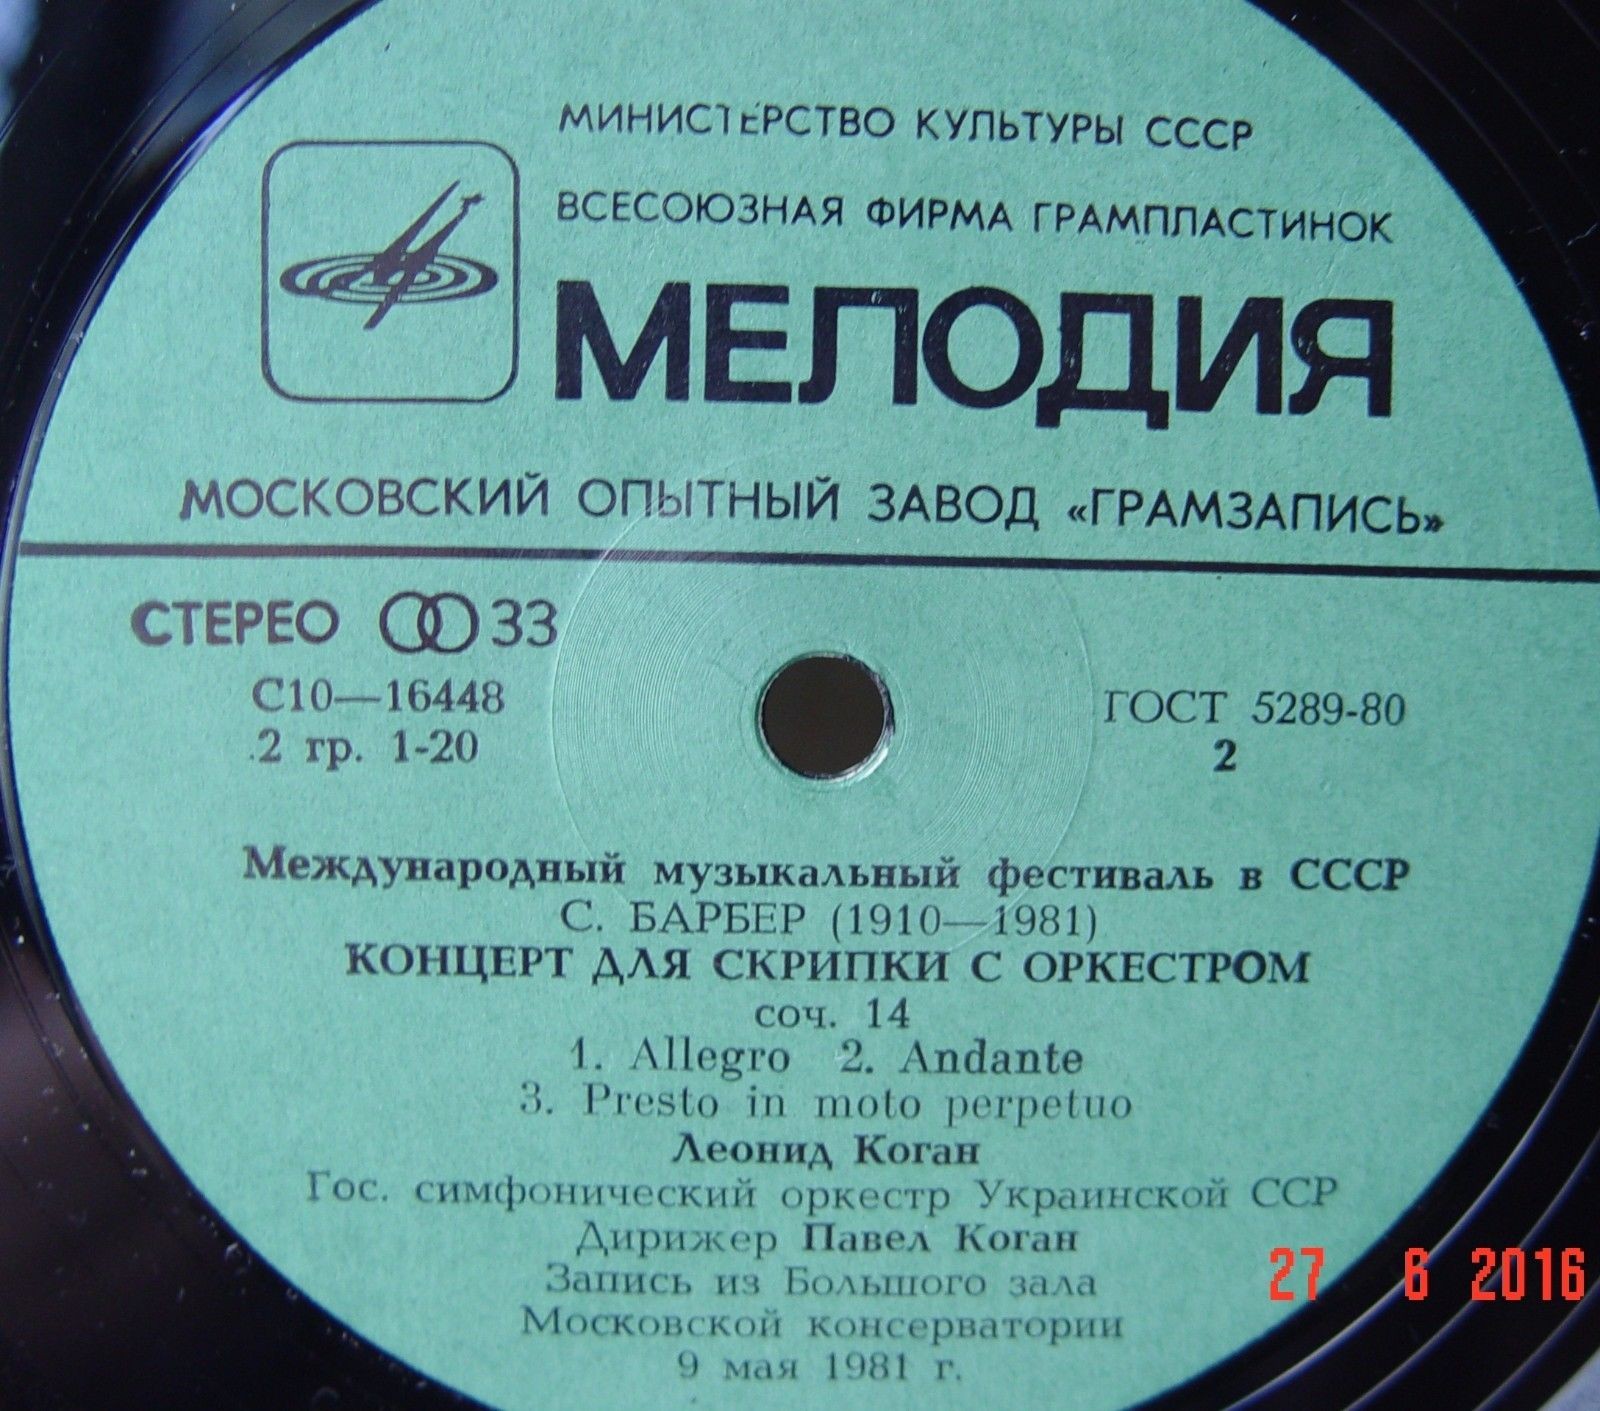 МИНИСТЕРСТВО КУЛЬТУРЫ СССР
ВСЕСОЮЗНАЯ ФИРМА ГРАМПЛАСТИНОК
МЕЛОДИЯ
МОСКОВСКИЙ ОПЫТНЫЙ ЗАВОД «ГРАМЗАПИСЬ»
СТЕРЕО 33
С10—16448
2 гр. 1-20
ГОСТ 5289-80
2
Международный музыкальный фестиваль в СССР
С. БАРБЕР (1910—1981)
КОНЦЕРТ ДЛЯ СКРИПКИ С ОРКЕСТРОМ
соч. 14
1. Allegro 2. Andante
3. Presto in moto perpetuo
Леонид Коган
Гос. симфонический оркестр Украинской ССР
Дирижер Павел Коган
Запись из Большого зала
Московской консерватории
9 мая 1981 г.
27 6 2016